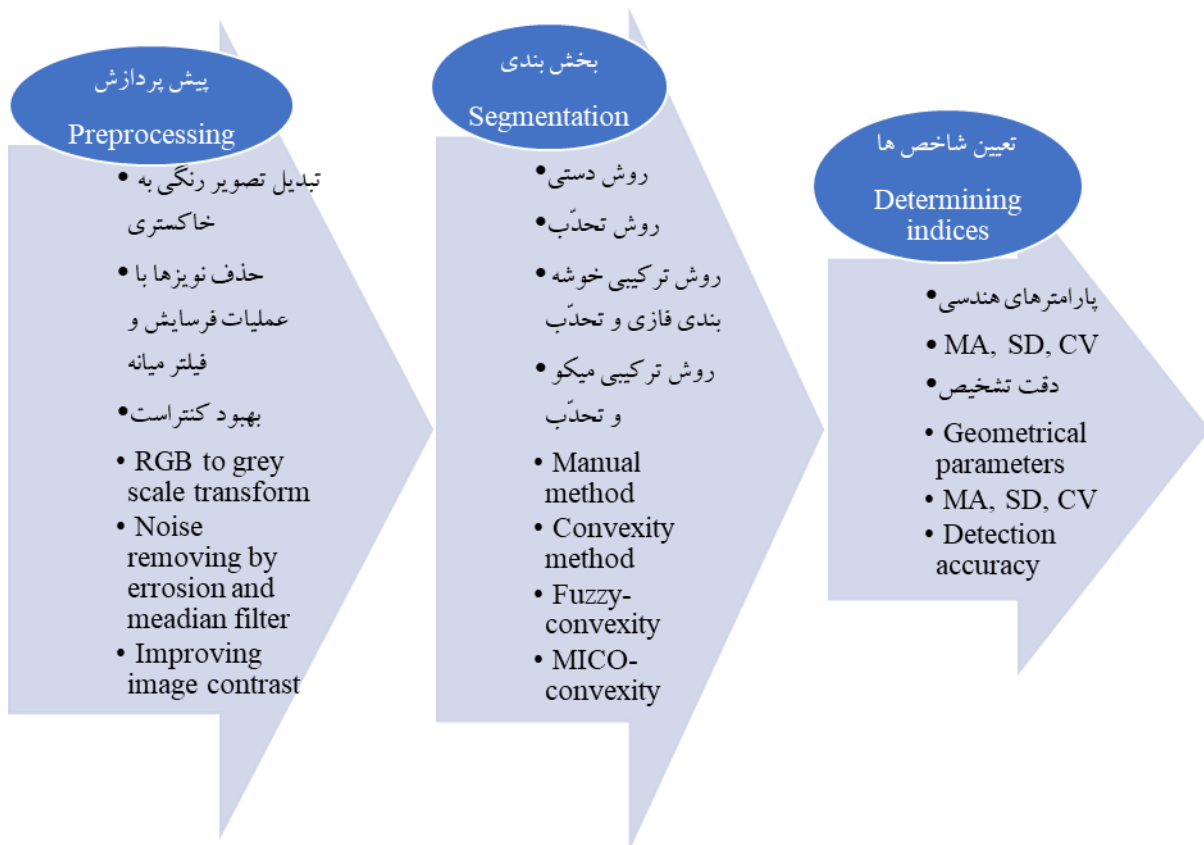 پیش پردازش
Preprocessing
• تبدیل تصویر رنگی به
خاکستری
• حذف نویزها با
عملیات فرسایش و
فیلتر میانه
• بهبود کنتراست
• RGB to grey
scale transform
• Noise
removing by
errosion and
meadian filter
• Improving
image contrast
بخش بندی
Segmentation
• روش دستی
• روش تحدّب
• روش ترکیبی خوشه
بندی فازی و تحدّب
• روش ترکیبی میکو
و تحدّب
• Manual
method
• Convexity
method
• Fuzzy-
convexity
• MICO-
convexity
تعیین شاخص ها
Determining
indices
• پارامترهای هندسی
• MA, SD, CV
• دقت تشخیص
• Geometrical
parameters
• MA, SD, CV
• Detection
accuracy